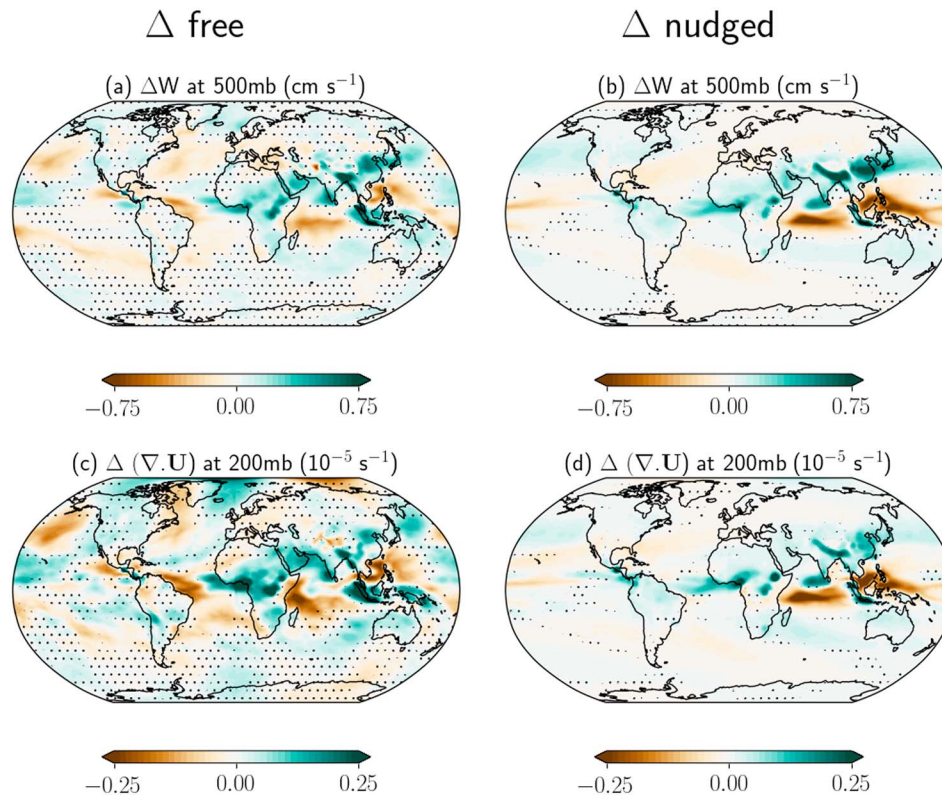 Δ free
Δ nudged
(a) ΔW at 500mb (cm s⁻¹)
(b) ΔW at 500mb (cm s⁻¹)
−0.75 0.00 0.75
−0.75 0.00 0.75
(c) Δ (∇.U) at 200mb (10⁻⁵ s⁻¹)
(d) Δ (∇.U) at 200mb (10⁻⁵ s⁻¹)
−0.25 0.00 0.25
−0.25 0.00 0.25